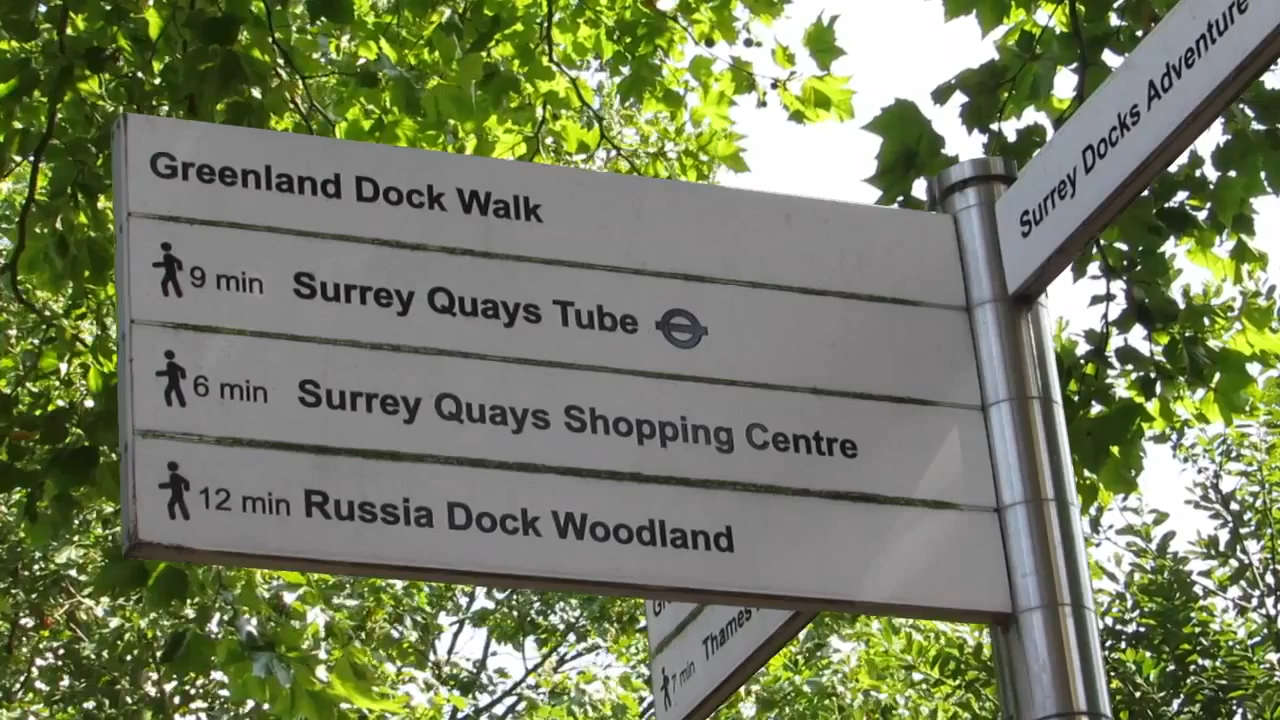 Greenland Dock Walk
9 min Surrey Quays Tube
6 min Surrey Quays Shopping Centre
12 min Russia Dock Woodland
Surrey Docks Adventure
7 min Thames